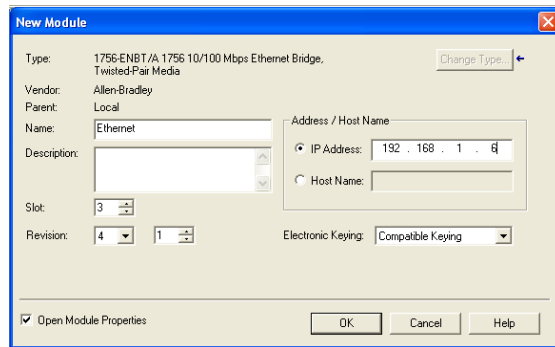 New Module
Type: 1756-ENBT/A 1756 10/100 Mbps Ethernet Bridge,
Twisted-Pair Media
Change Type...
Vendor: Allen-Bradley
Parent: Local
Name: Ethernet
Address / Host Name
IP Address: 192 . 168 . 1 . 6
Description:
Host Name:
Slot: 3
Revision: 4 1
Electronic Keying: Compatible Keying
Open Module Properties
OK
Cancel
Help